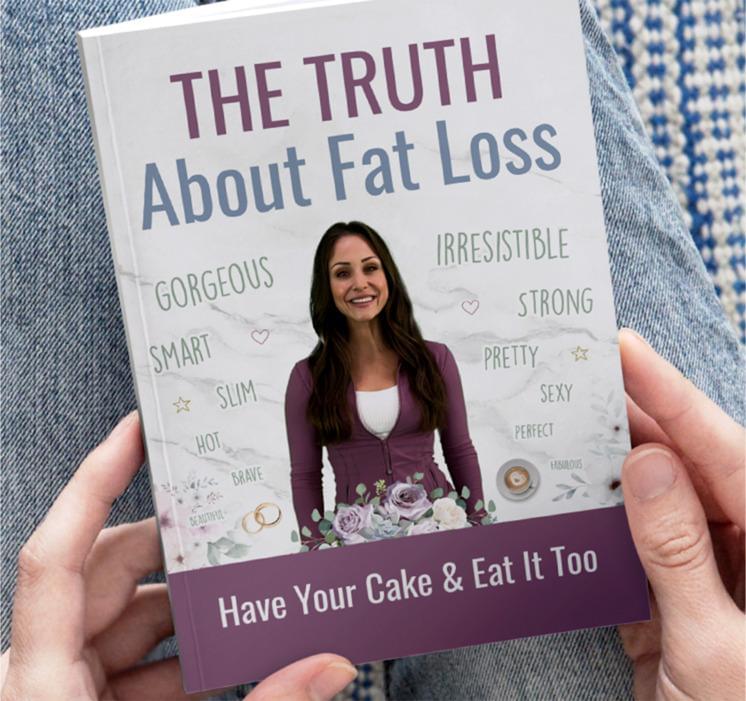 THE TRUTH
About Fat Loss
GORGEOUS
IRRESISTIBLE
STRONG
SMART
PRETTY
SLIM
SEXY
HOT
PERFECT
BRAVE
FABULOUS
BEAUTIFUL
Have Your Cake & Eat It Too